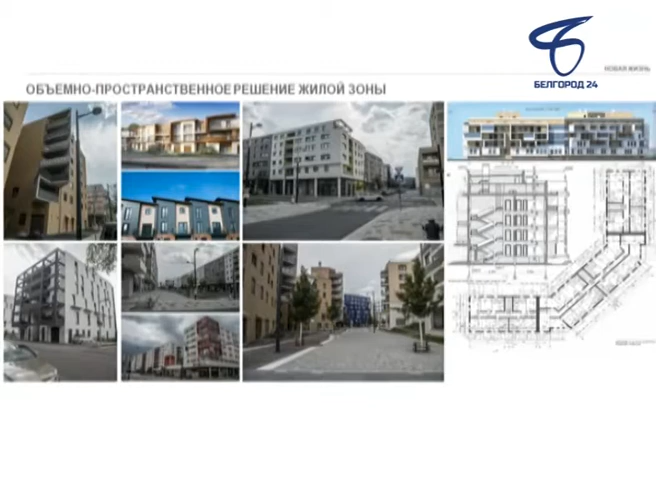 БЕЛГОРОД 24
НОВАЯ ЖИЗНЬ
ОБЪЕМНО-ПРОСТРАНСТВЕННОЕ РЕШЕНИЕ ЖИЛОЙ ЗОНЫ